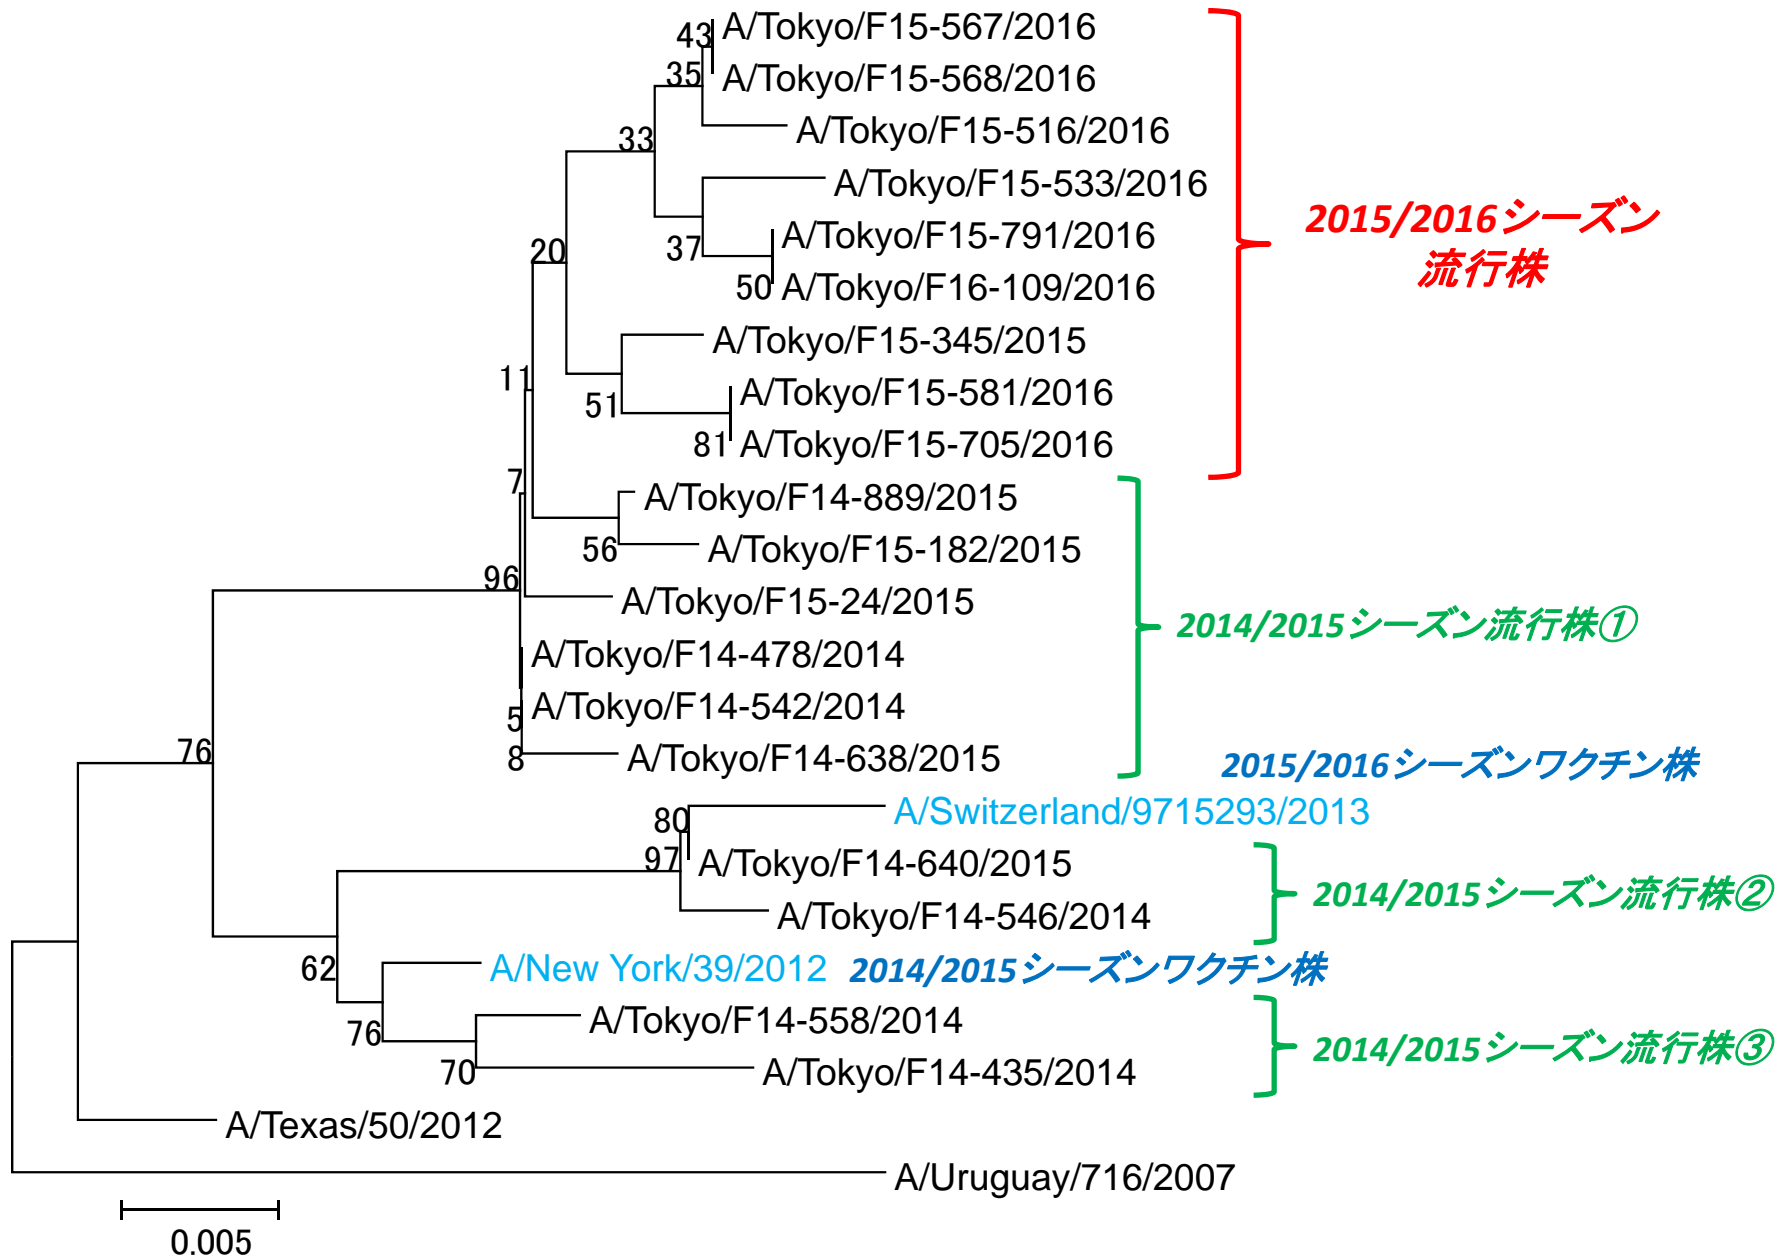 43
A/Tokyo/F15-567/2016
35
A/Tokyo/F15-568/2016
33
A/Tokyo/F15-516/2016
A/Tokyo/F15-533/2016
2015/2016シーズン
流行株
20
37
A/Tokyo/F15-791/2016
50
A/Tokyo/F16-109/2016
A/Tokyo/F15-345/2015
11
51
A/Tokyo/F15-581/2016
81
A/Tokyo/F15-705/2016
7
A/Tokyo/F14-889/2015
56
A/Tokyo/F15-182/2015
96
A/Tokyo/F15-24/2015
2014/2015シーズン流行株①
A/Tokyo/F14-478/2014
5
A/Tokyo/F14-542/2014
76
8
A/Tokyo/F14-638/2015
2015/2016シーズンワクチン株
80
A/Switzerland/9715293/2013
97
A/Tokyo/F14-640/2015
2014/2015シーズン流行株②
A/Tokyo/F14-546/2014
62
A/New York/39/2012 2014/2015シーズンワクチン株
76
A/Tokyo/F14-558/2014
2014/2015シーズン流行株③
70
A/Tokyo/F14-435/2014
A/Texas/50/2012
A/Uruguay/716/2007
0.005